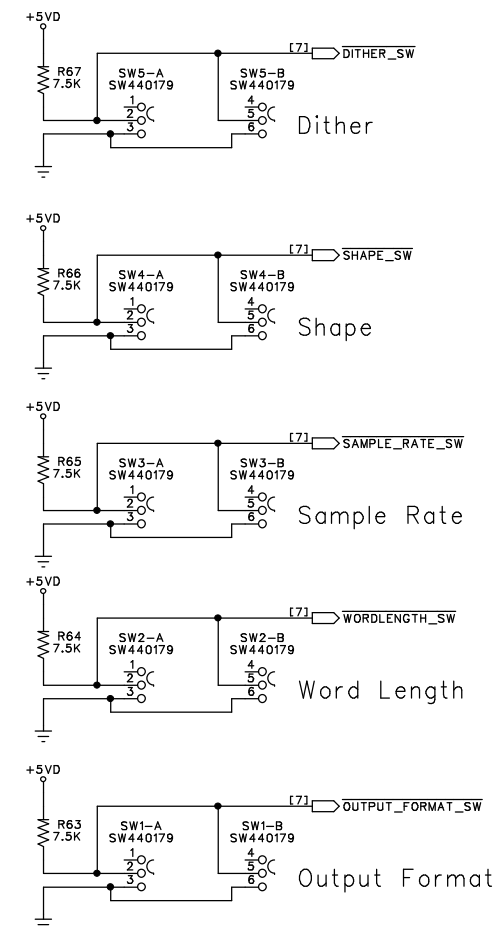 +5VD
[7] DITHER_SW
R67
7.5K
SW5-A
SW440179
SW5-B
SW440179
1
2
3
4
5
6
Dither
+5VD
[7] SHAPE_SW
R66
7.5K
SW4-A
SW440179
SW4-B
SW440179
1
2
3
4
5
6
Shape
+5VD
[7] SAMPLE_RATE_SW
R65
7.5K
SW3-A
SW440179
SW3-B
SW440179
1
2
3
4
5
6
Sample Rate
+5VD
[7] WORDLENGTH_SW
R64
7.5K
SW2-A
SW440179
SW2-B
SW440179
1
2
3
4
5
6
Word Length
+5VD
[7] OUTPUT_FORMAT_SW
R63
7.5K
SW1-A
SW440179
SW1-B
SW440179
1
2
3
4
5
6
Output Format